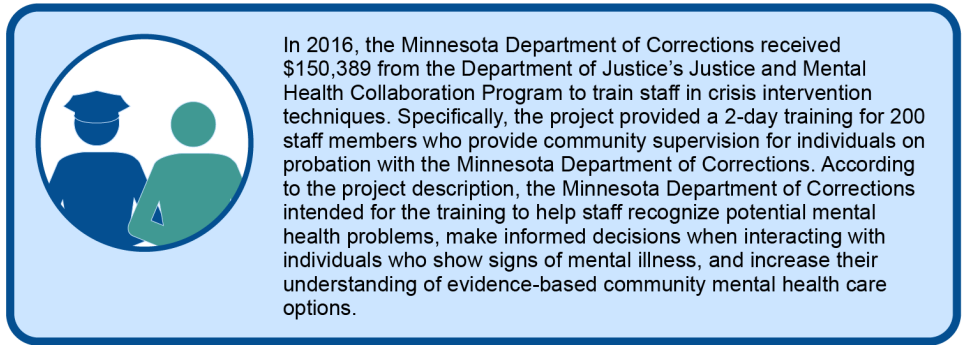 In 2016, the Minnesota Department of Corrections received
$150,389 from the Department of Justice’s Justice and Mental
Health Collaboration Program to train staff in crisis intervention
techniques. Specifically, the project provided a 2-day training for 200
staff members who provide community supervision for individuals on
probation with the Minnesota Department of Corrections. According
to the project description, the Minnesota Department of Corrections
intended for the training to help staff recognize potential mental
health problems, make informed decisions when interacting with
individuals who show signs of mental illness, and increase their
understanding of evidence-based community mental health care
options.